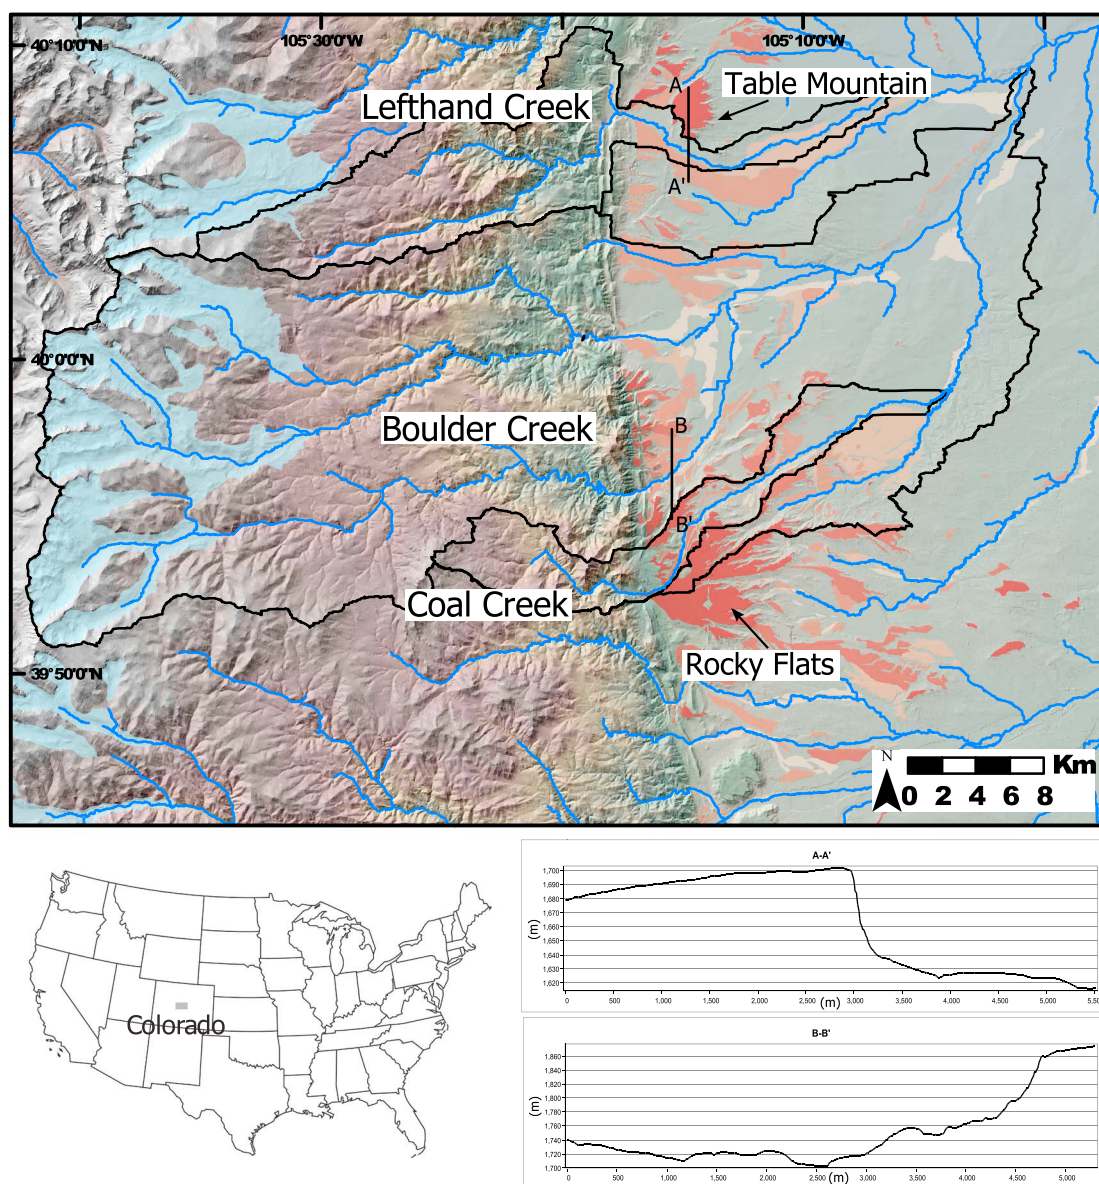 40°10'0"N
105°30'0"W
105°10'0"W
Lefthand Creek
A
Table Mountain
A'
40°0'0"N
Boulder Creek
B
B'
Coal Creek
Rocky Flats
39°50'0"N
N
Km
0 2 4 6 8
Colorado
A-A'
(m)
1,700
1,690
1,680
1,670
1,660
1,650
1,640
1,630
1,620
0 500 1,000 1,500 2,000 2,500 3,000 3,500 4,000 4,500 5,000 5,500
(m)
B-B'
(m)
1,860
1,840
1,820
1,800
1,780
1,760
1,740
1,720
1,700
0 500 1,000 1,500 2,000 2,500 3,000 3,500 4,000 4,500 5,000
(m)